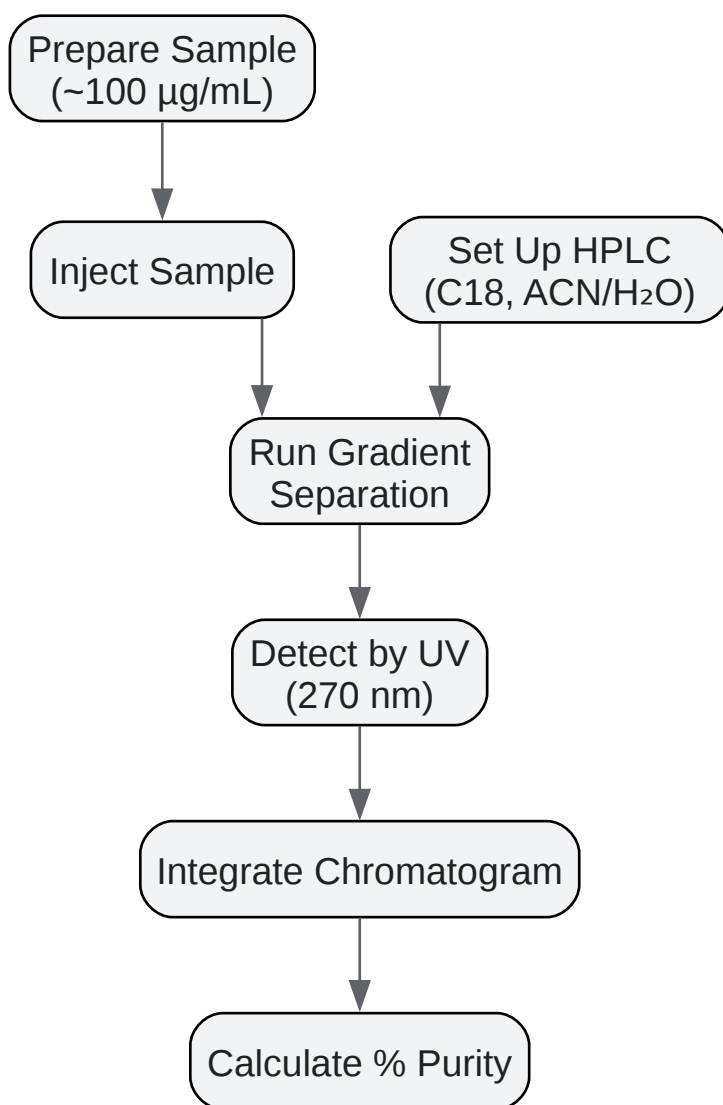 Prepare Sample
(~100 µg/mL)
Inject Sample
Set Up HPLC
(C18, ACN/H₂O)
Run Gradient
Separation
Detect by UV
(270 nm)
Integrate Chromatogram
Calculate % Purity